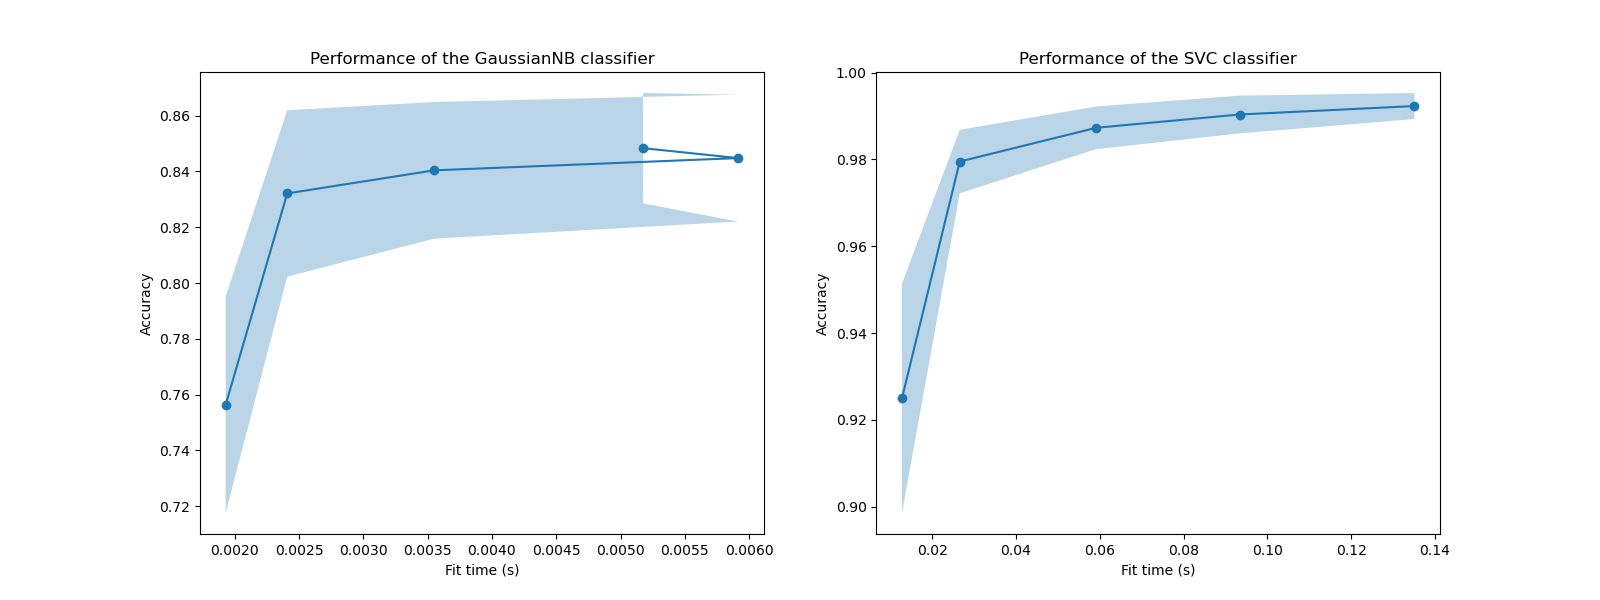 Performance of the GaussianNB classifier
0.86
0.84
0.82
0.80
0.78
0.76
0.74
0.72
Accuracy
0.0020 0.0025 0.0030 0.0035 0.0040 0.0045 0.0050 0.0055 0.0060
Fit time (s)
Performance of the SVC classifier
1.00
0.98
0.96
0.94
0.92
0.90
Accuracy
0.02 0.04 0.06 0.08 0.10 0.12 0.14
Fit time (s)